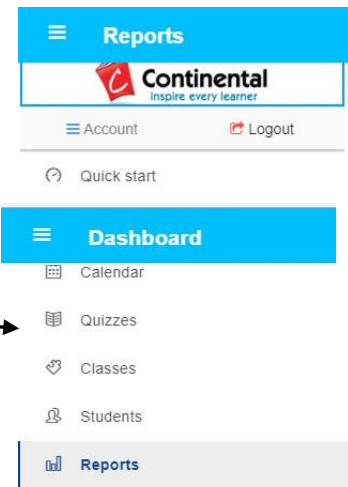 Reports
Continental
Inspire every learner
Account Logout
Quick start
Dashboard
Calendar
Quizzes
Classes
Students
Reports